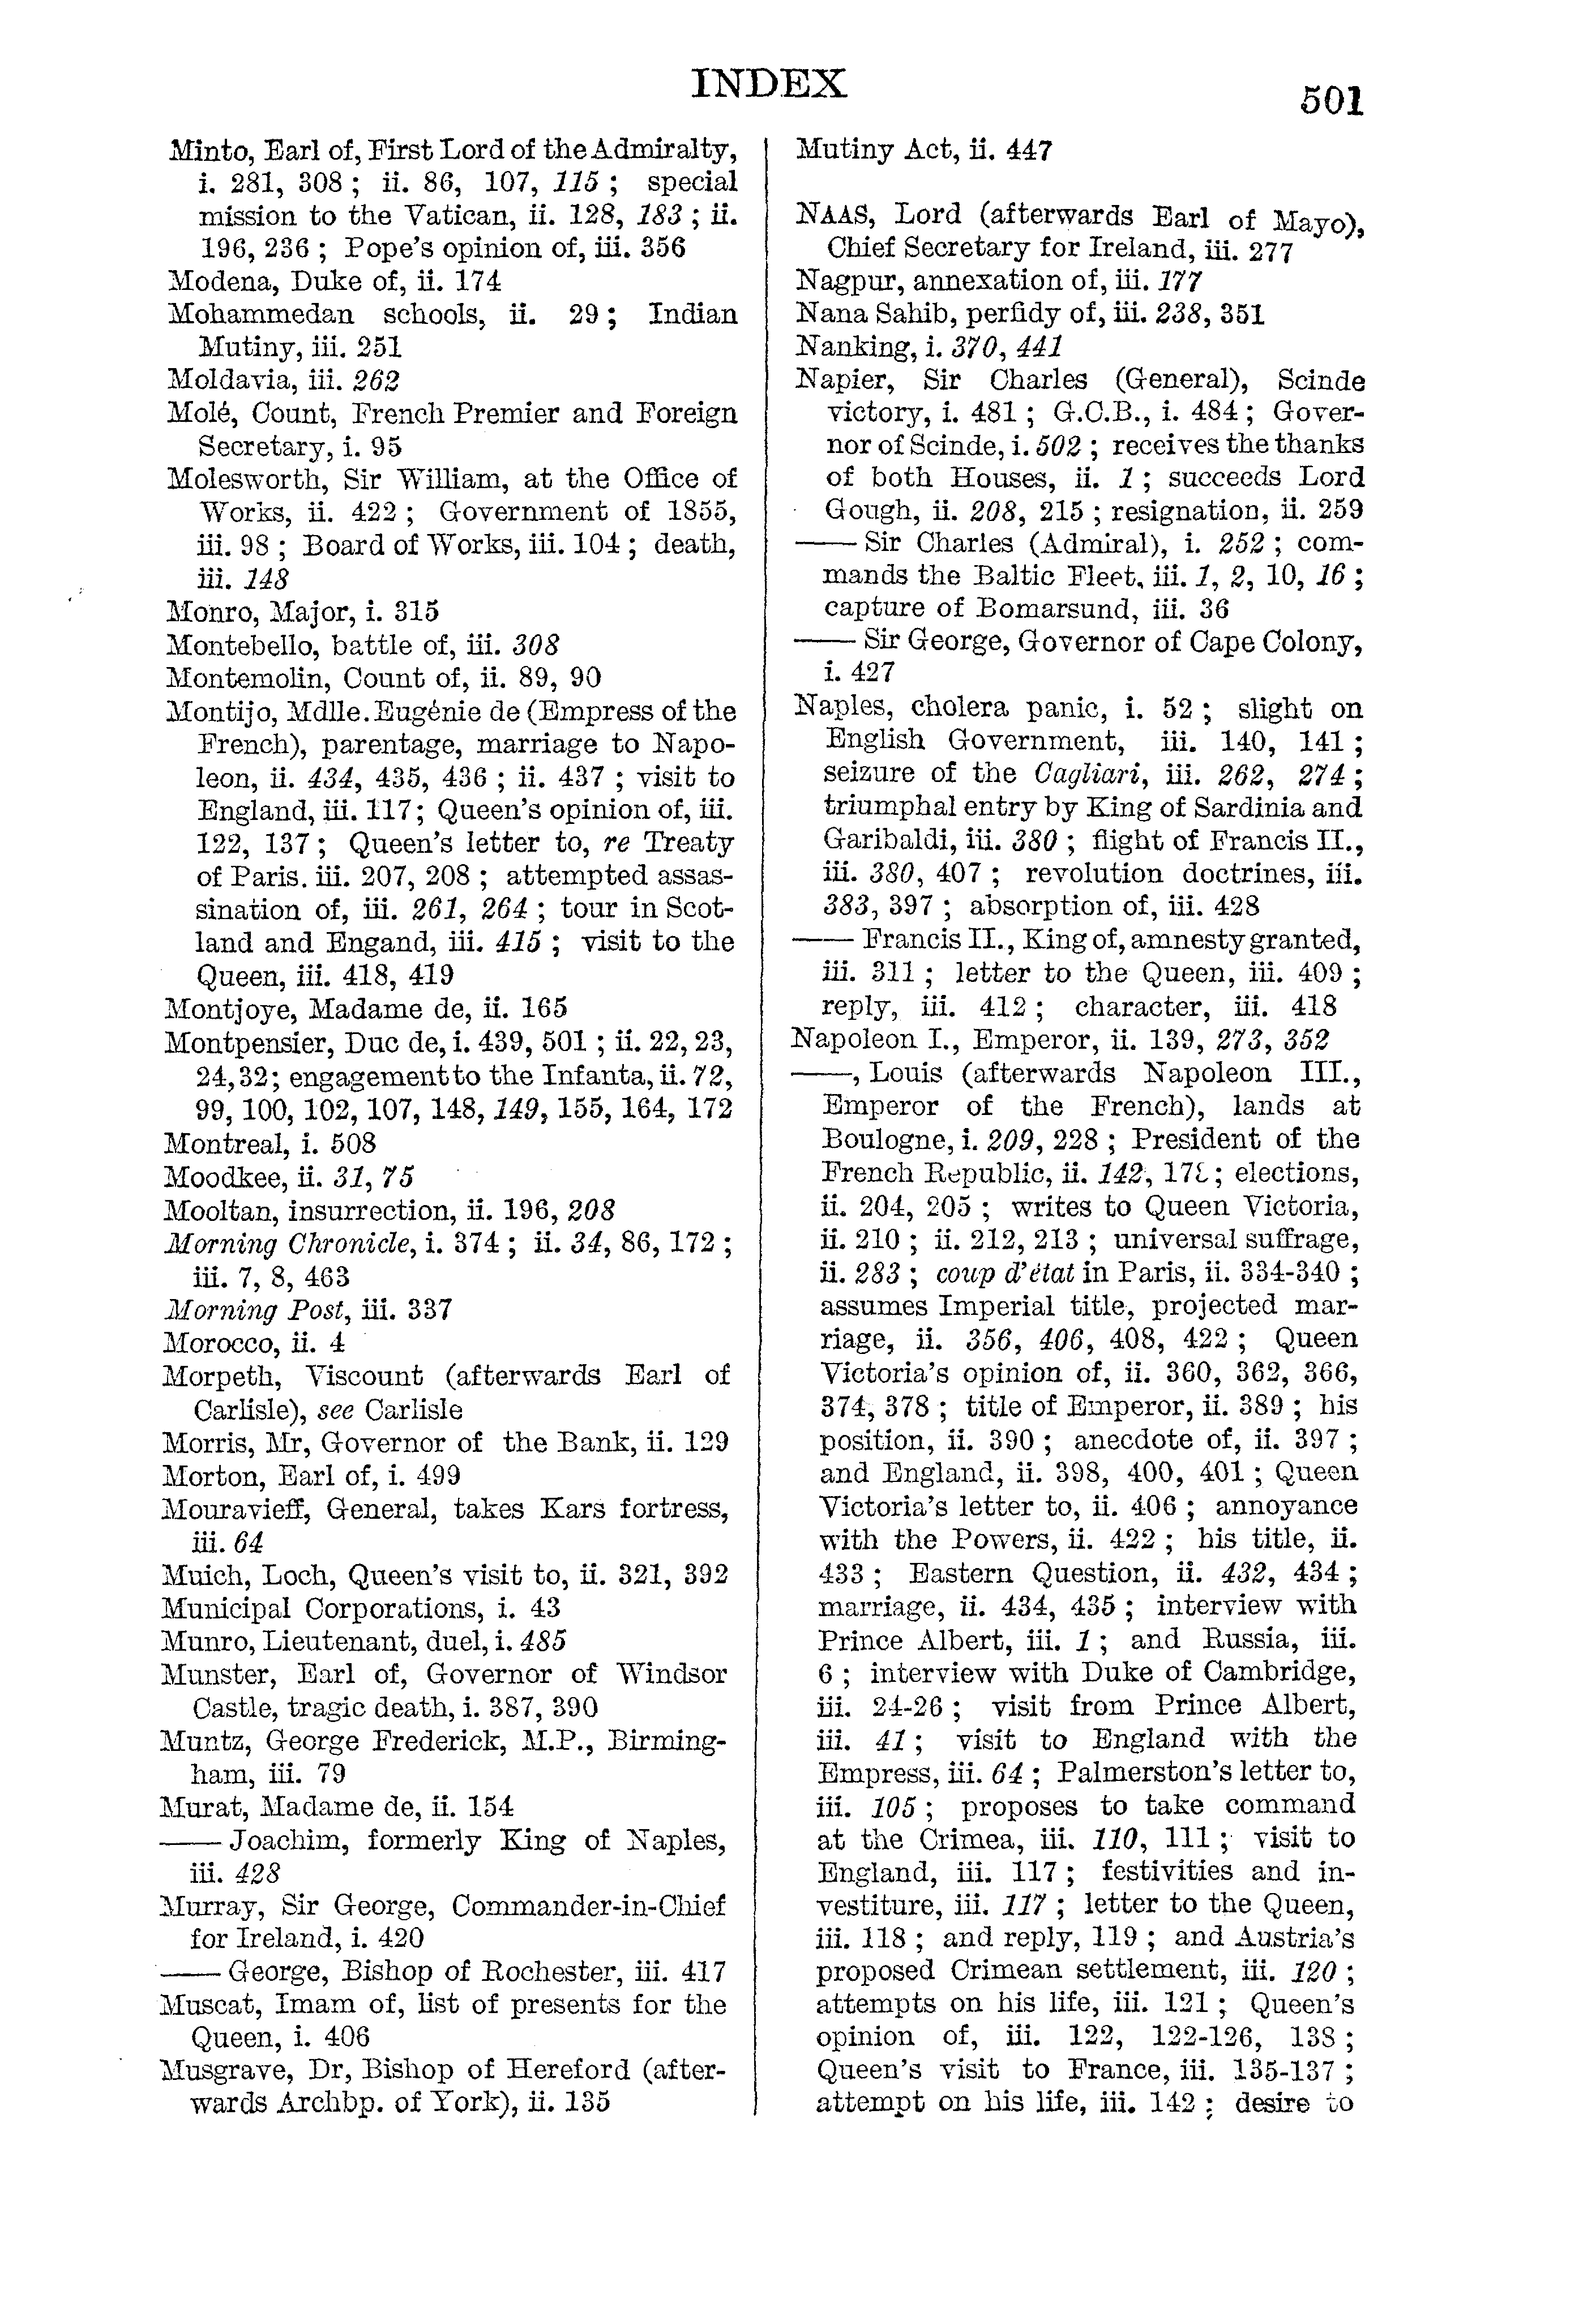 INDEX
501
Minto, Earl of, First Lord of the Admiralty,
i. 281, 308 ; ii. 86, 107, 115 ; special
mission to the Vatican, ii. 128, 183 ; ii.
196, 236 ; Pope's opinion of, iii. 356
Modena, Duke of, ii. 174
Mohammedan schools, ii. 29 ; Indian
Mutiny, iii. 251
Moldavia, iii. 262
Molé, Count, French Premier and Foreign
Secretary, i. 95
Molesworth, Sir William, at the Office of
Works, ii. 422 ; Government of 1855,
iii. 98 ; Board of Works, iii. 104 ; death,
iii. 148
Monro, Major, i. 315
Montebello, battle of, iii. 308
Montemolin, Count of, ii. 89, 90
Montijo, Mdlle. Eugénie de (Empress of the
French), parentage, marriage to Napo-
leon, ii. 434, 435, 436 ; ii. 437 ; visit to
England, iii. 117 ; Queen's opinion of, iii.
122, 137 ; Queen's letter to, re Treaty
of Paris. iii. 207, 208 ; attempted assas-
sination of, iii. 261, 264 ; tour in Scot-
land and Engand, iii. 415 ; visit to the
Queen, iii. 418, 419
Montjoye, Madame de, ii. 165
Montpensier, Duc de, i. 439, 501 ; ii. 22, 23,
24, 32 ; engagement to the Infanta, ii. 72,
99, 100, 102, 107, 148, 149, 155, 164, 172
Montreal, i. 508
Moodkee, ii. 31, 75
Mooltan, insurrection, ii. 196, 208
Morning Chronicle, i. 374 ; ii. 34, 86, 172 ;
iii. 7, 8, 463
Morning Post, iii. 337
Morocco, ii. 4
Morpeth, Viscount (afterwards Earl of
Carlisle), see Carlisle
Morris, Mr, Governor of the Bank, ii. 129
Morton, Earl of, i. 499
Mouravieff, General, takes Kars fortress,
iii. 64
Muich, Loch, Queen's visit to, ii. 321, 392
Municipal Corporations, i. 43
Munro, Lieutenant, duel, i. 485
Munster, Earl of, Governor of Windsor
Castle, tragic death, i. 387, 390
Muntz, George Frederick, M.P., Birming-
ham, iii. 79
Murat, Madame de, ii. 154
—— Joachim, formerly King of Naples,
iii. 428
Murray, Sir George, Commander-in-Chief
for Ireland, i. 420
—— George, Bishop of Rochester, iii. 417
Muscat, Imam of, list of presents for the
Queen, i. 406
Musgrave, Dr, Bishop of Hereford (after-
wards Archbp. of York), ii. 135
Mutiny Act, ii. 447
NAAS, Lord (afterwards Earl of Mayo),
Chief Secretary for Ireland, iii. 277
Nagpur, annexation of, iii. 177
Nana Sahib, perfidy of, iii. 238, 351
Nanking, i. 370, 441
Napier, Sir Charles (General), Scinde
victory, i. 481 ; G.C.B., i. 484 ; Gover-
nor of Scinde, i. 502 ; receives the thanks
of both Houses, ii. 1 ; succeeds Lord
Gough, ii. 208, 215 ; resignation, ii. 259
—— Sir Charles (Admiral), i. 252 ; com-
mands the Baltic Fleet, iii. 1, 2, 10, 16 ;
capture of Bomarsund, iii. 36
—— Sir George, Governor of Cape Colony,
i. 427
Naples, cholera panic, i. 52 ; slight on
English Government, iii. 140, 141 ;
seizure of the Cagliari, iii. 262, 274 ;
triumphal entry by King of Sardinia and
Garibaldi, iii. 380 ; flight of Francis II.,
iii. 380, 407 ; revolution doctrines, iii.
383, 397 ; absorption of, iii. 428
—— Francis II., King of, amnesty granted,
iii. 311 ; letter to the Queen, iii. 409 ;
reply, iii. 412 ; character, iii. 418
Napoleon I., Emperor, ii. 139, 273, 352
——, Louis (afterwards Napoleon III.,
Emperor of the French), lands at
Boulogne, i. 209, 228 ; President of the
French Republic, ii. 142, ; elections,
ii. 204, 205 ; writes to Queen Victoria,
ii. 210 ; ii. 212, 213 ; universal suffrage,
ii. 283 ; coup d'état in Paris, ii. 334-340 ;
assumes Imperial title, projected mar-
riage, ii. 356, 406, 408, 422 ; Queen
Victoria's opinion of, ii. 360, 362, 366,
374, 378 ; title of Emperor, ii. 389 ; his
position, ii. 390 ; anecdote of, ii. 397 ;
and England, ii. 398, 400, 401 ; Queen
Victoria's letter to, ii. 406 ; annoyance
with the Powers, ii. 422 ; his title, ii.
433 ; Eastern Question, ii. 432, 434 ;
marriage, ii. 434, 435 ; interview with
Prince Albert, iii. 1 ; and Russia, iii.
6 ; interview with Duke of Cambridge,
iii. 24-26 ; visit from Prince Albert,
iii. 41 ; visit to England with the
Empress, iii. 64 ; Palmerston's letter to,
iii. 105 ; proposes to take command
at the Crimea, iii. 110, 111 ; visit to
England, iii. 117 ; festivities and in-
vestiture, iii. 117 ; letter to the Queen,
iii. 118 ; and reply, 119 ; and Austria's
proposed Crimean settlement, iii. 120 ;
attempts on his life, iii. 121 ; Queen's
opinion of, iii. 122, 122-126, 138 ;
Queen's visit to France, iii. 135-137 ;
attempt on his life, iii. 142 ; desire to